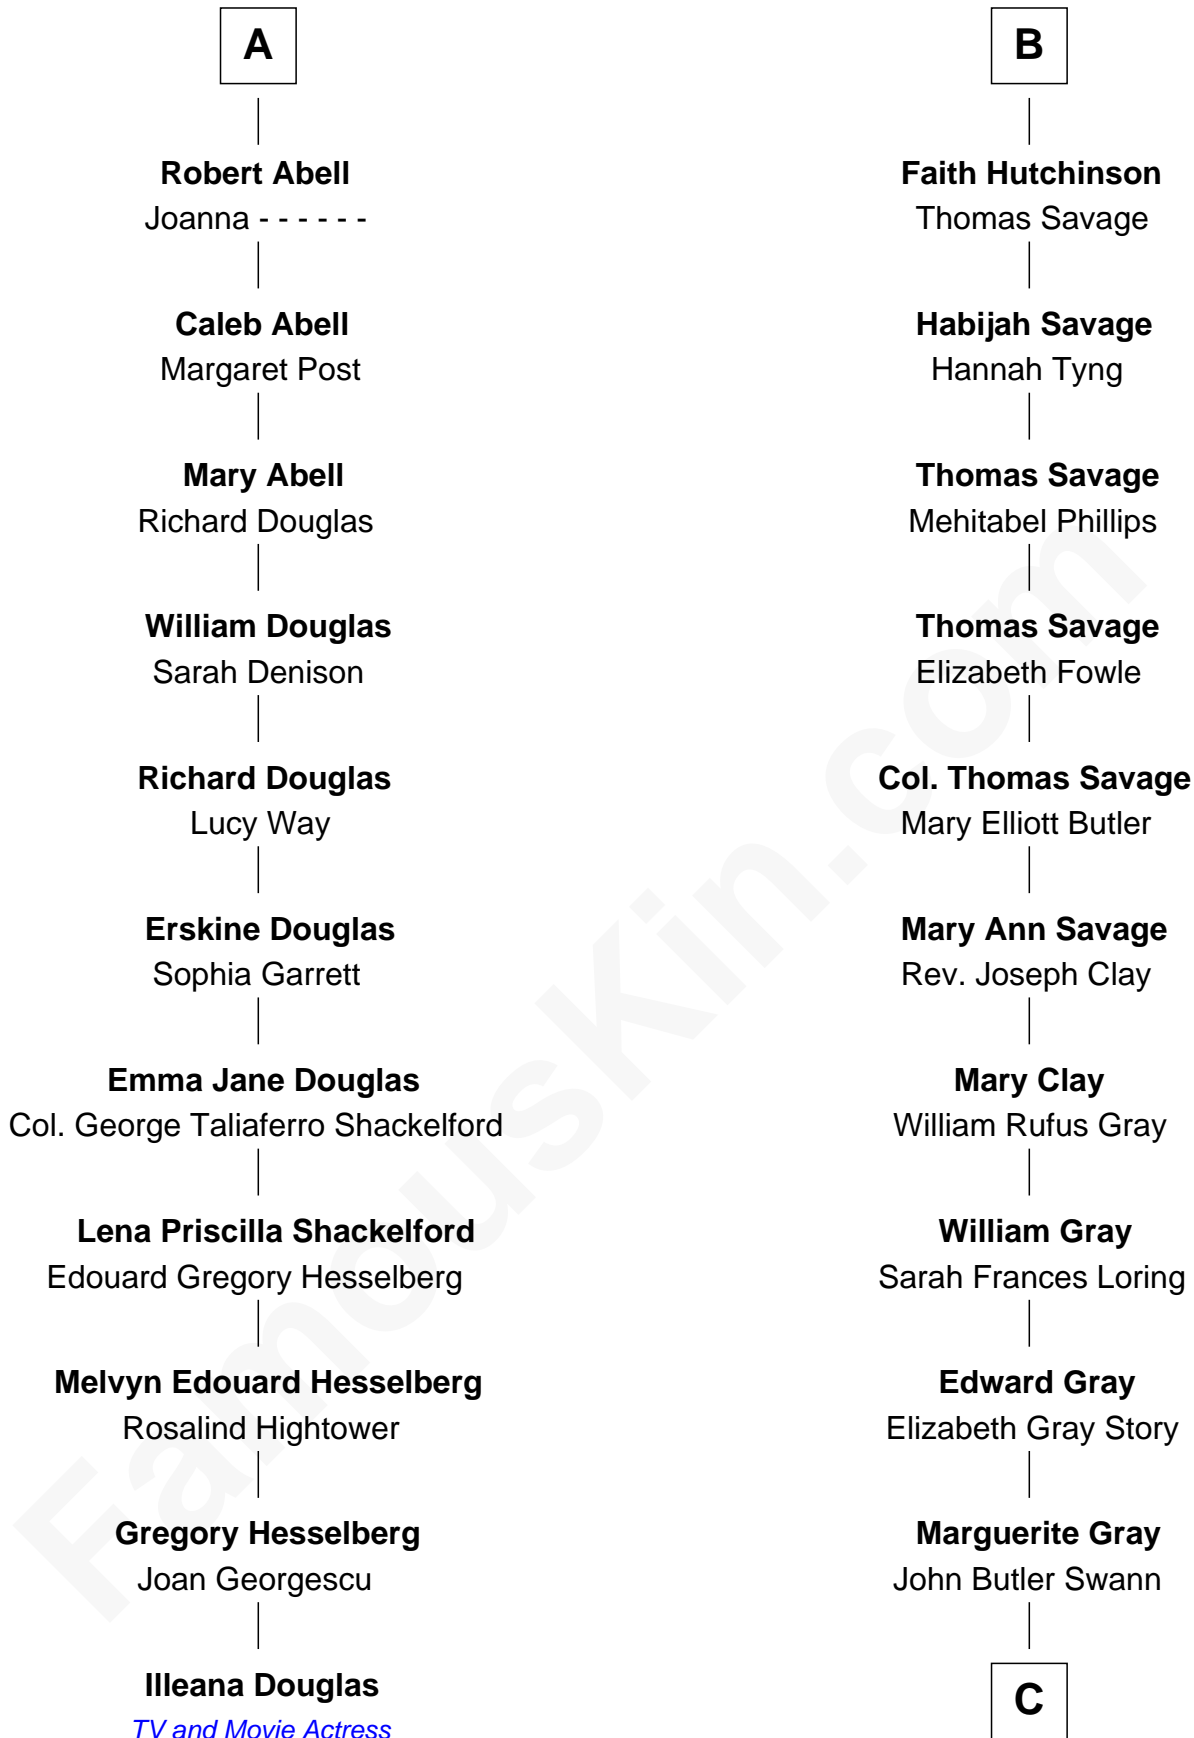 A
Robert Abell
Joanna - - - - - -
Caleb Abell
Margaret Post
Mary Abell
Richard Douglas
William Douglas
Sarah Denison
Richard Douglas
Lucy Way
Erskine Douglas
Sophia Garrett
Emma Jane Douglas
Col. George Taliaferro Shackelford
Lena Priscilla Shackelford
Edouard Gregory Hesselberg
Melvyn Edouard Hesselberg
Rosalind Hightower
Gregory Hesselberg
Joan Georgescu
Illeana Douglas
TV and Movie Actress
B
Faith Hutchinson
Thomas Savage
Habijah Savage
Hannah Tyng
Thomas Savage
Mehitabel Phillips
Thomas Savage
Elizabeth Fowle
Col. Thomas Savage
Mary Elliott Butler
Mary Ann Savage
Rev. Joseph Clay
Mary Clay
William Rufus Gray
William Gray
Sarah Frances Loring
Edward Gray
Elizabeth Gray Story
Marguerite Gray
John Butler Swann
C
FamousKin.com